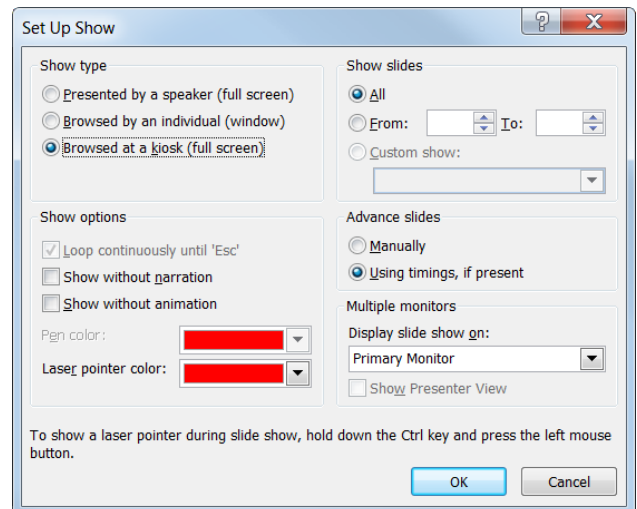 Set Up Show
Show type
Presented by a speaker (full screen)
Browsed by an individual (window)
Browsed at a kiosk (full screen)
Show slides
All
From: To:
Custom show:
Show options
Loop continuously until 'Esc'
Show without narration
Show without animation
Pen color:
Laser pointer color:
Advance slides
Manually
Using timings, if present
Multiple monitors
Display slide show on:
Primary Monitor
Show Presenter View
To show a laser pointer during slide show, hold down the Ctrl key and press the left mouse
button.
OK Cancel